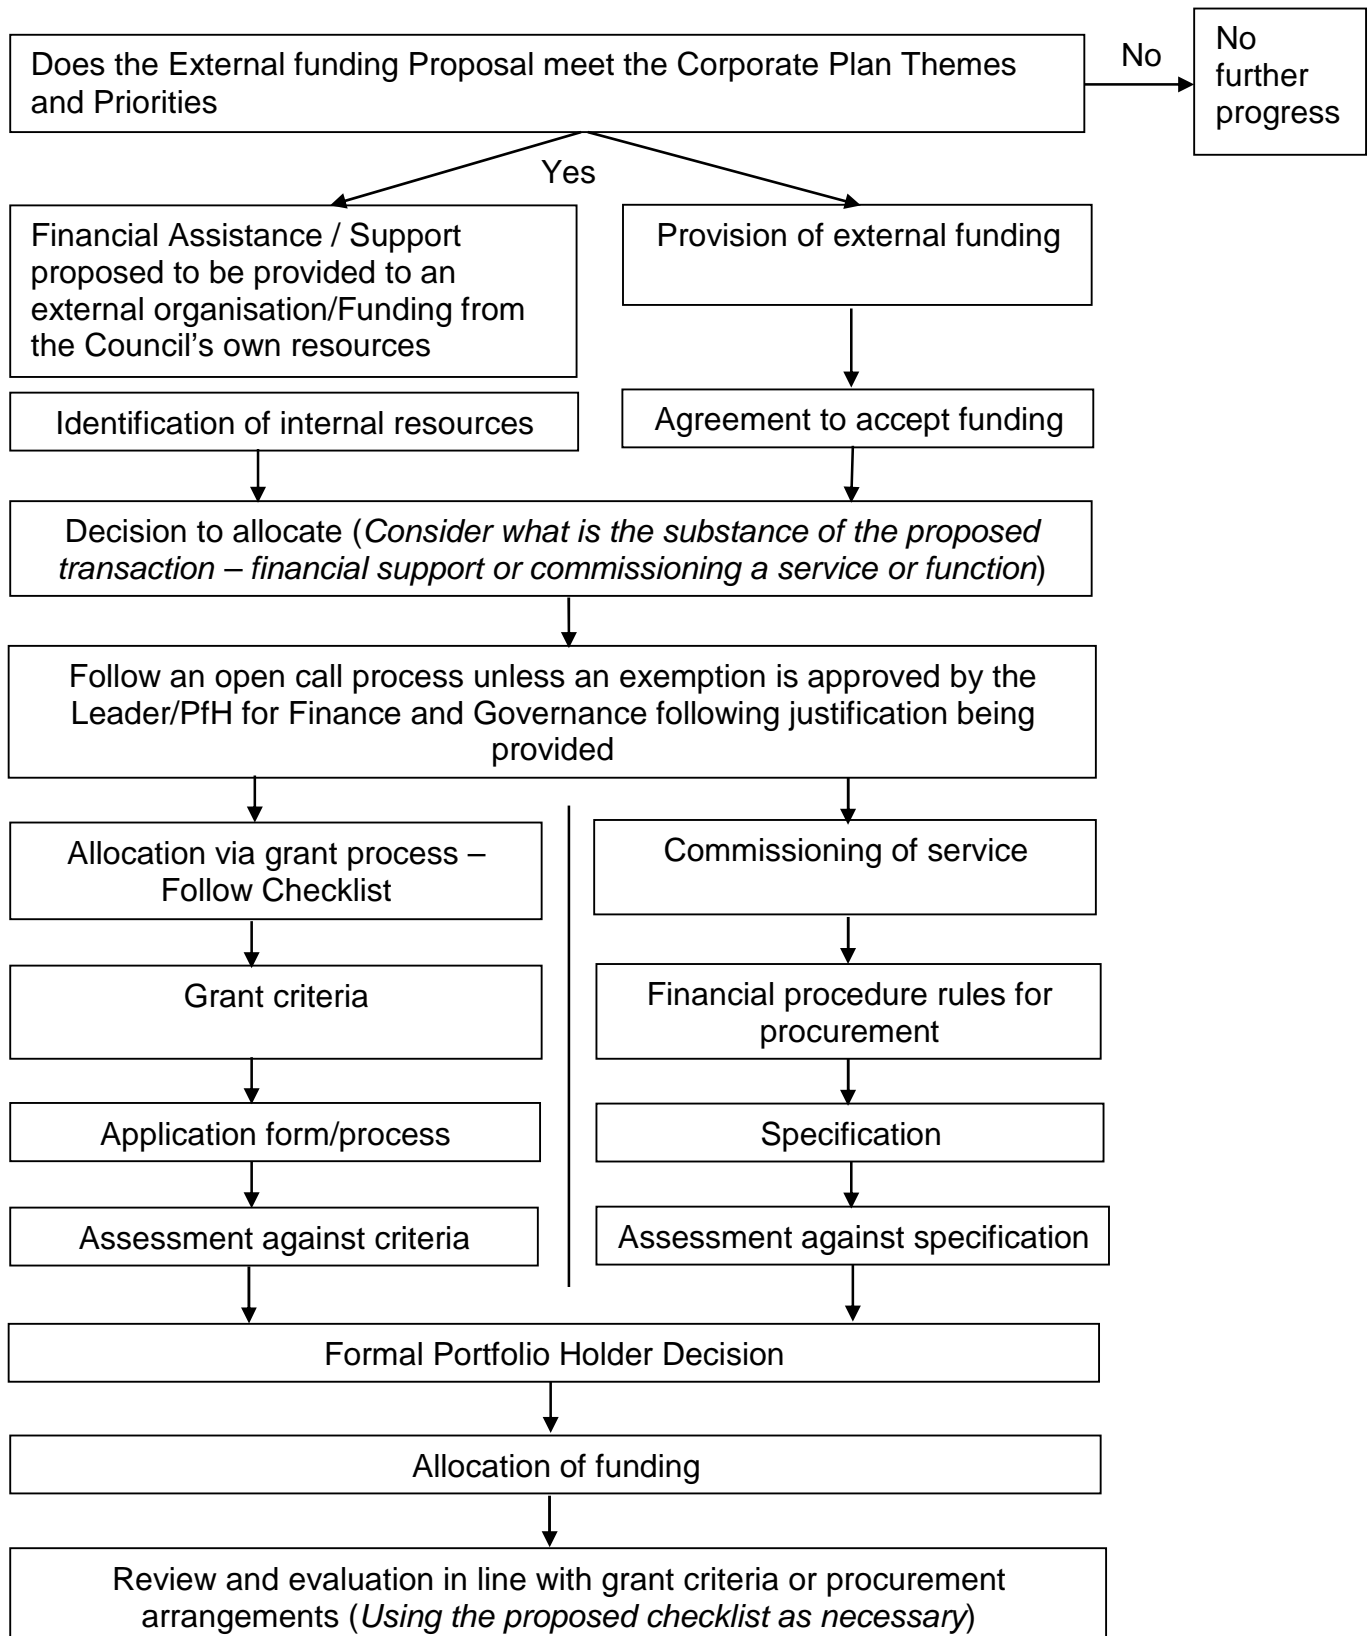 Does the External funding Proposal meet the Corporate Plan Themes
and Priorities
No
No
further
progress
Yes
Financial Assistance / Support
proposed to be provided to an
external organisation/Funding from
the Council’s own resources
Provision of external funding
Identification of internal resources
Agreement to accept funding
Decision to allocate (Consider what is the substance of the proposed
transaction – financial support or commissioning a service or function)
Follow an open call process unless an exemption is approved by the
Leader/PfH for Finance and Governance following justification being
provided
Allocation via grant process –
Follow Checklist
Commissioning of service
Grant criteria
Financial procedure rules for
procurement
Application form/process
Specification
Assessment against criteria
Assessment against specification
Formal Portfolio Holder Decision
Allocation of funding
Review and evaluation in line with grant criteria or procurement
arrangements (Using the proposed checklist as necessary)